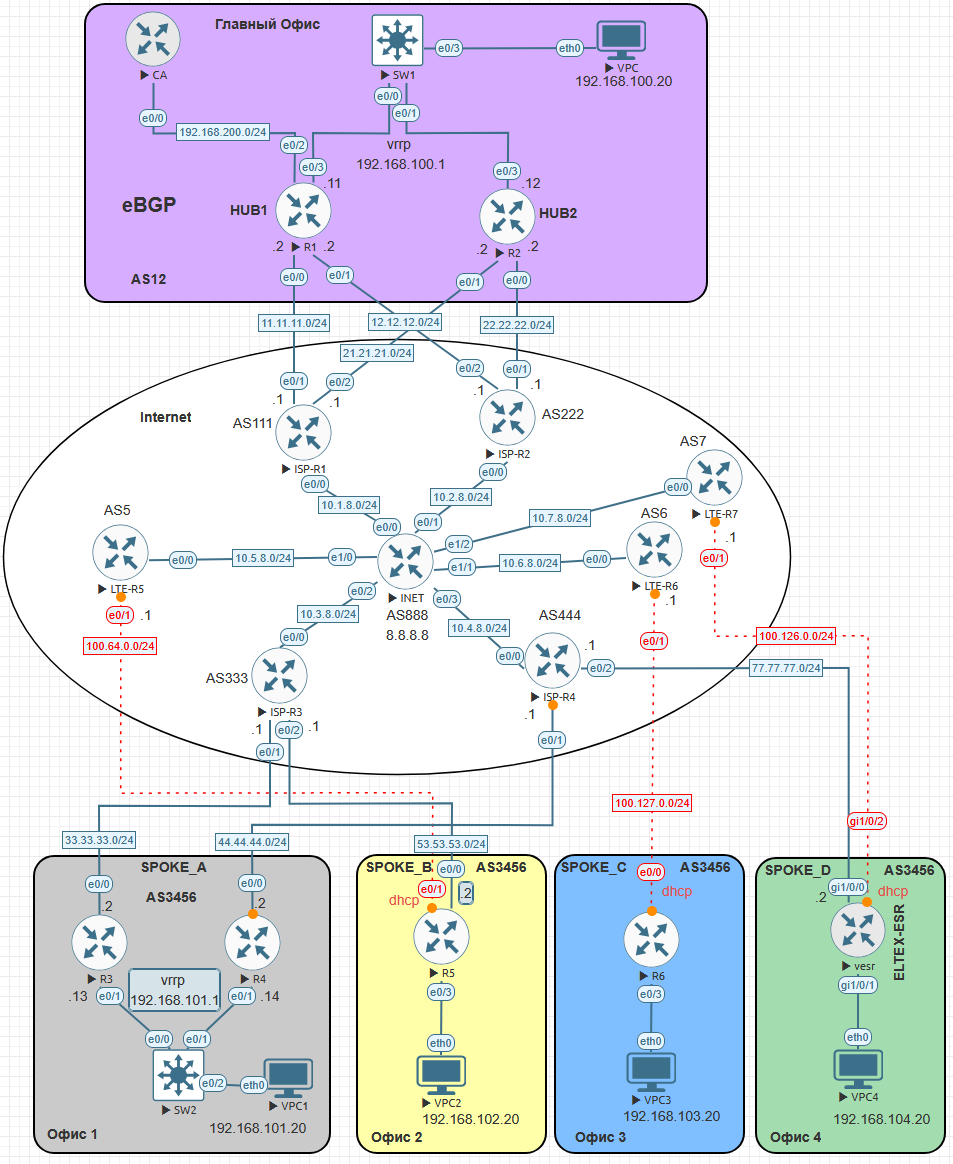 Главный Офис
CA
SW1
e0/3
eth0
VPC
192.168.100.20
e0/0
e0/0
e0/1
192.168.200.0/24
e0/2
vrrp
192.168.100.1
e0/3
.11
e0/3
.12
eBGP
HUB1
HUB2
.2
R1
.2
.2
R2
.2
AS12
e0/0
e0/1
e0/1
e0/0
11.11.11.0/24
12.12.12.0/24
22.22.22.0/24
21.21.21.0/24
e0/1
e0/2
e0/2
e0/1
.1
.1
.1
.1
Internet
AS111
AS222
ISP-R1
ISP-R2
AS7
e0/0
e0/0
e0/0
LTE-R7
10.1.8.0/24
10.2.8.0/24
10.7.8.0/24
AS5
AS6
.1
e0/0
e0/1
e1/2
e0/1
e0/0
10.5.8.0/24
e1/0
e1/1
10.6.8.0/24
e0/0
LTE-R5
LTE-R6
e0/2
INET
e0/3
.1
e0/1
.1
10.3.8.0/24
AS888
8.8.8.8
10.4.8.0/24
AS444
100.64.0.0/24
e0/0
e0/1
100.126.0.0/24
.1
e0/0
e0/2
77.77.77.0/24
AS333
ISP-R3
ISP-R4
.1
e0/2
.1
.1
e0/1
e0/1
100.127.0.0/24
gi1/0/2
33.33.33.0/24
44.44.44.0/24
53.53.53.0/24
SPOKE_A
AS3456
e0/0
.2
e0/0
.2
R3
R4
.13
e0/1
vrrp
192.168.101.1
e0/1
.14
e0/0
e0/1
SW2
e0/2
eth0
VPC1
192.168.101.20
Офис 1
SPOKE_B
AS3456
e0/0
e0/1
.2
dhcp
R5
e0/3
eth0
VPC2
192.168.102.20
Офис 2
SPOKE_C
AS3456
e0/0
dhcp
R6
e0/3
eth0
VPC3
192.168.103.20
Офис 3
SPOKE_D
AS3456
gi1/0/0
dhcp
.2
ELTEX-ESR
vesr
gi1/0/1
eth0
VPC4
192.168.104.20
Офис 4